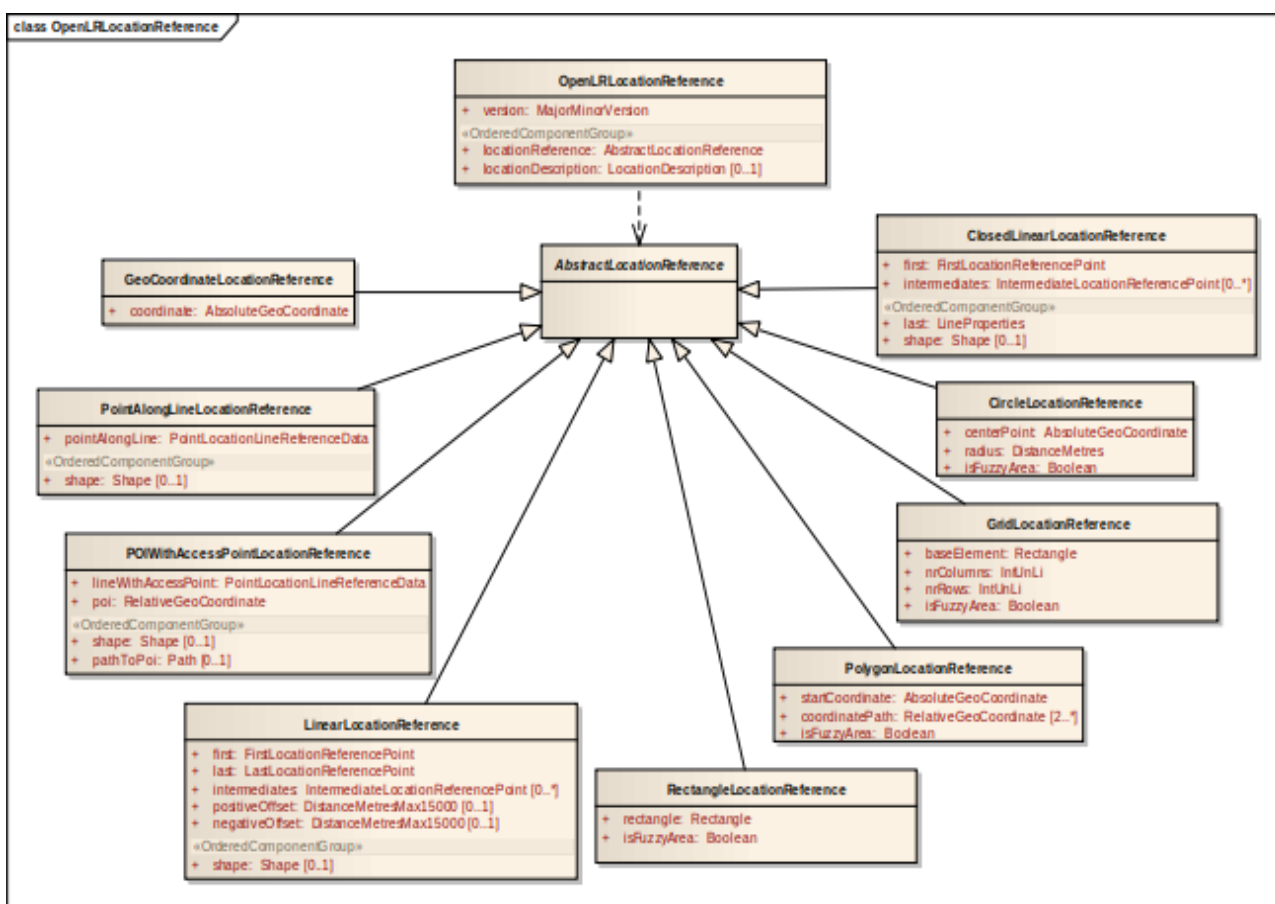 class OpenLRLocationReference
OpenLRLocationReference
+ version: MajorMinorVersion
«OrderedComponentGroup»
+ locationReference: AbstractLocationReference
+ locationDescription: LocationDescription [0..1]
AbstractLocationReference
GeoCoordinateLocationReference
+ coordinate: AbsoluteGeoCoordinate
ClosedLinearLocationReference
+ first: FirstLocationReferencePoint
+ intermediates: IntermediateLocationReferencePoint [0..*]
«OrderedComponentGroup»
+ last: LineProperties
+ shape: Shape [0..1]
PointAlongLineLocationReference
+ pointAlongLine: PointLocationLineReferenceData
«OrderedComponentGroup»
+ shape: Shape [0..1]
CircleLocationReference
+ centerPoint: AbsoluteGeoCoordinate
+ radius: DistanceMetres
+ isFuzzyArea: Boolean
POIWithAccessPointLocationReference
+ lineWithAccessPoint: PointLocationLineReferenceData
+ poi: RelativeGeoCoordinate
«OrderedComponentGroup»
+ shape: Shape [0..1]
+ pathToPoi: Path [0..1]
GridLocationReference
+ baseElement: Rectangle
+ nrColumns: IntUnLi
+ nrRows: IntUnLi
+ isFuzzyArea: Boolean
PolygonLocationReference
+ startCoordinate: AbsoluteGeoCoordinate
+ coordinatePath: RelativeGeoCoordinate [2..*]
+ isFuzzyArea: Boolean
LinearLocationReference
+ first: FirstLocationReferencePoint
+ last: LastLocationReferencePoint
+ intermediates: IntermediateLocationReferencePoint [0..*]
+ positiveOffset: DistanceMetresMax15000 [0..1]
+ negativeOffset: DistanceMetresMax15000 [0..1]
«OrderedComponentGroup»
+ shape: Shape [0..1]
RectangleLocationReference
+ rectangle: Rectangle
+ isFuzzyArea: Boolean